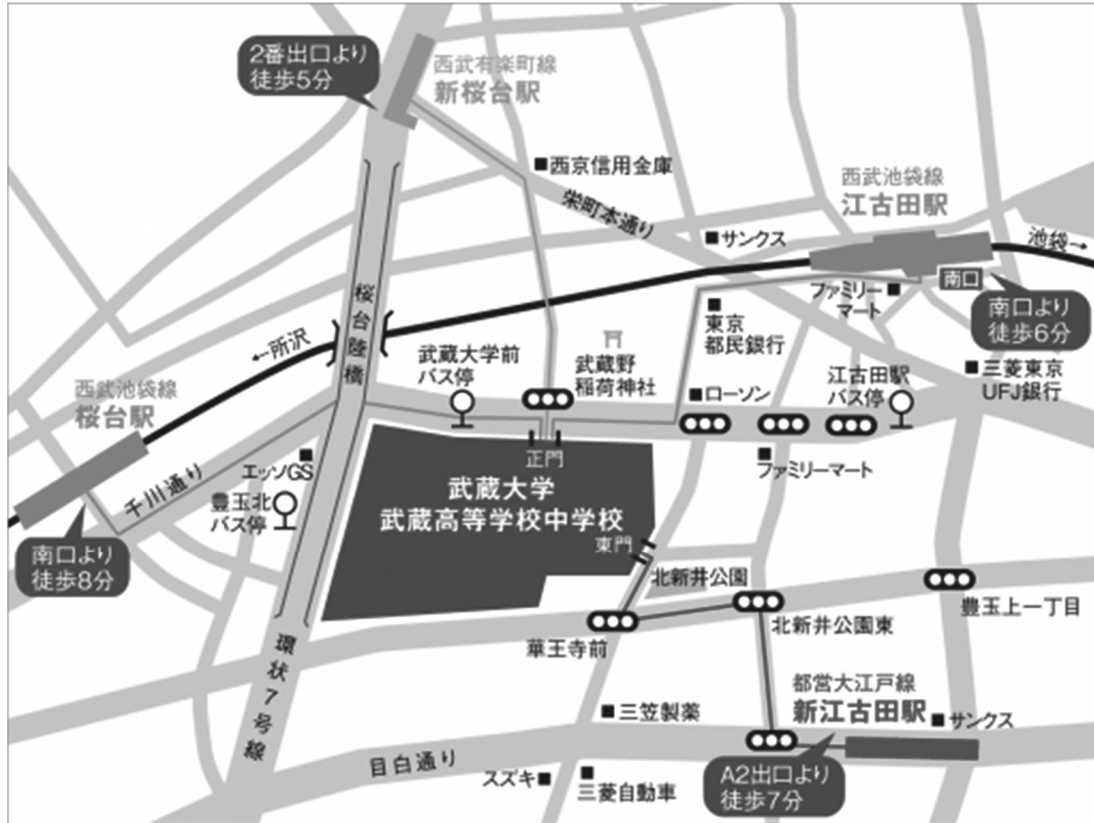 2番出口より
徒歩5分
西武有楽町線
新桜台駅
西京信用金庫
栄町本通り
西武池袋線
江古田駅
サンクス
池袋→
南口
南口より
徒歩6分
ファミリー
マート
東京
都民銀行
桜台陸橋
←所沢
武蔵大学前
バス停
武蔵野
稲荷神社
ローソン
江古田駅
バス停
三菱東京
UFJ銀行
西武池袋線
桜台駅
エッソGS
正門
ファミリーマート
千川通り
豊玉北
バス停
武蔵大学
武蔵高等学校中学校
東門
南口より
徒歩8分
北新井公園
豊玉上一丁目
北新井公園東
華王寺前
環状7号線
都営大江戸線
新江古田駅
サンクス
三笠製薬
目白通り
スズキ
三菱自動車
A2出口より
徒歩7分